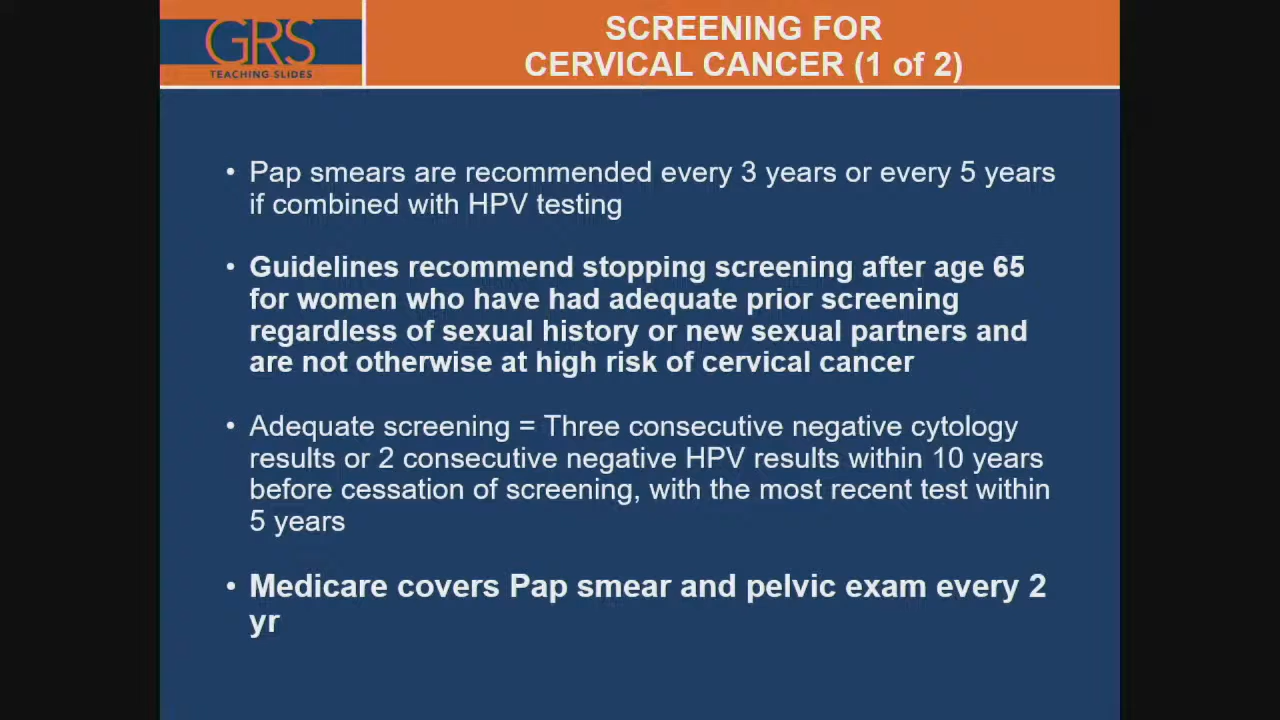 GRS
TEACHING SLIDES
SCREENING FOR
CERVICAL CANCER (1 of 2)
• Pap smears are recommended every 3 years or every 5 years
if combined with HPV testing
• Guidelines recommend stopping screening after age 65
for women who have had adequate prior screening
regardless of sexual history or new sexual partners and
are not otherwise at high risk of cervical cancer
• Adequate screening = Three consecutive negative cytology
results or 2 consecutive negative HPV results within 10 years
before cessation of screening, with the most recent test within
5 years
• Medicare covers Pap smear and pelvic exam every 2
yr